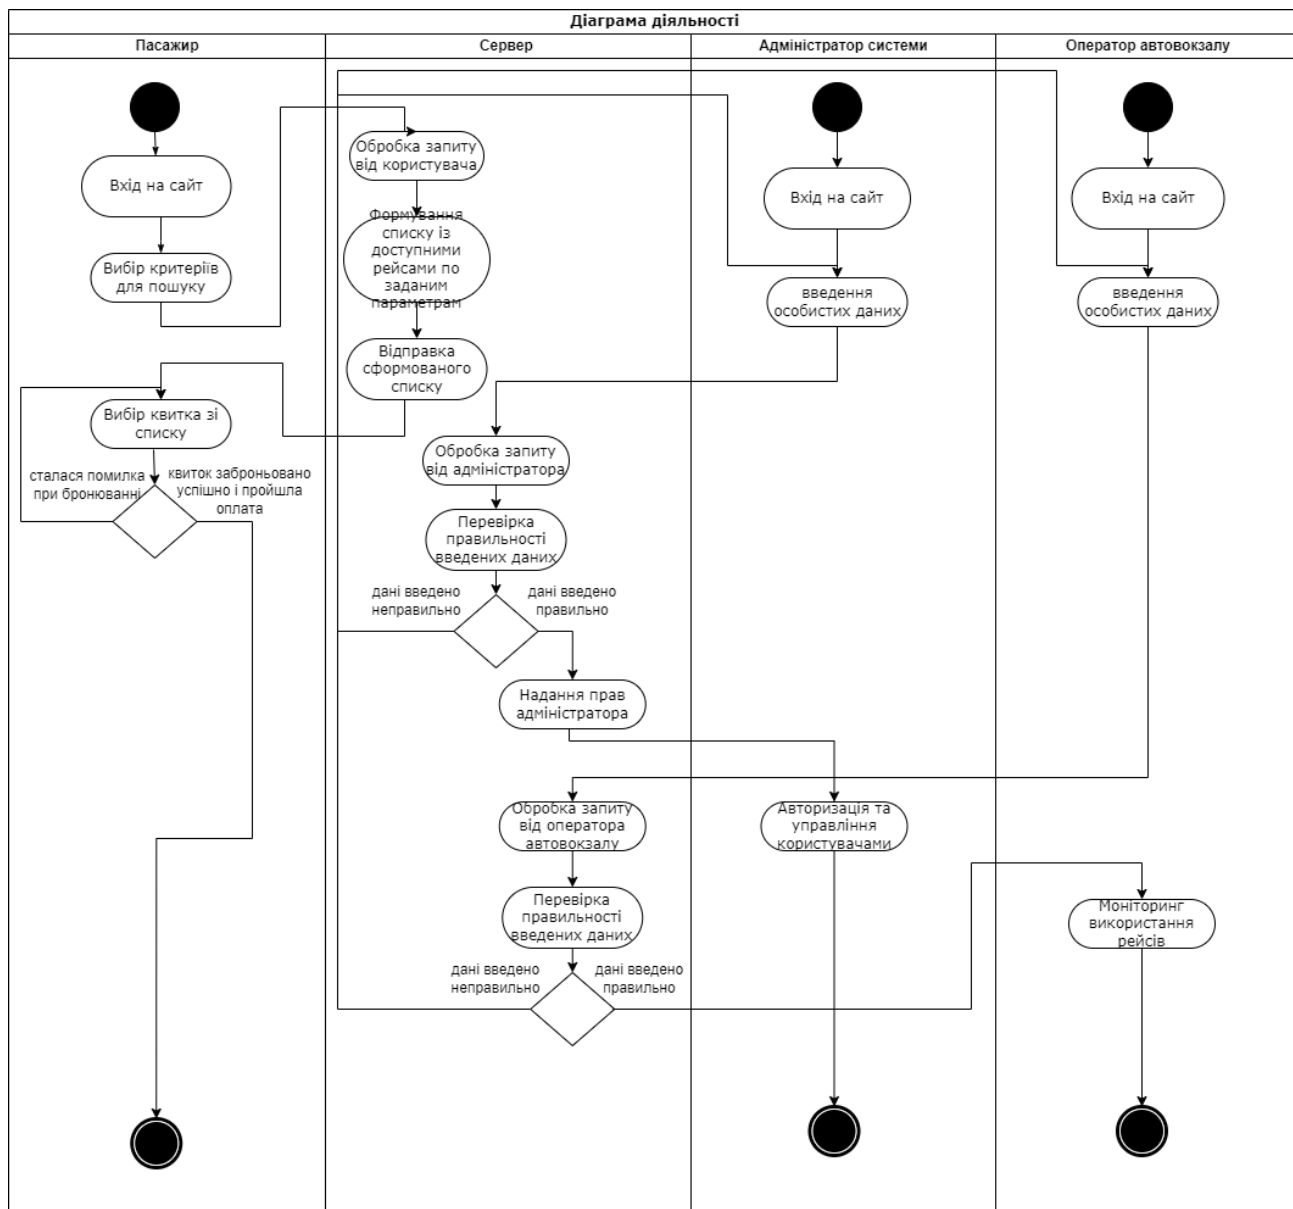 Діаграма діяльності
Пасажир
Сервер
Адміністратор системи
Оператор автовокзалу
Вхід на сайт
Вибір критеріїв
для пошуку
Вибір квитка зі
списку
сталася помилка
при бронюванні
квиток заброньовано
успішно і пройшла
оплата
Обробка запиту
від користувача
Формування
списку із
доступними
рейсами по
заданим
параметрам
Відправка
сформованого
списку
Обробка запиту
від адміністратора
Перевірка
правильності
введених даних
дані введено
неправильно
дані введено
правильно
Надання прав
адміністратора
Обробка запиту
від оператора
автовокзалу
Перевірка
правильності
введених даних
дані введено
неправильно
дані введено
правильно
Вхід на сайт
введення
особистих даних
Авторизація та
управління
користувачами
Вхід на сайт
введення
особистих даних
Моніторинг
використання
рейсів